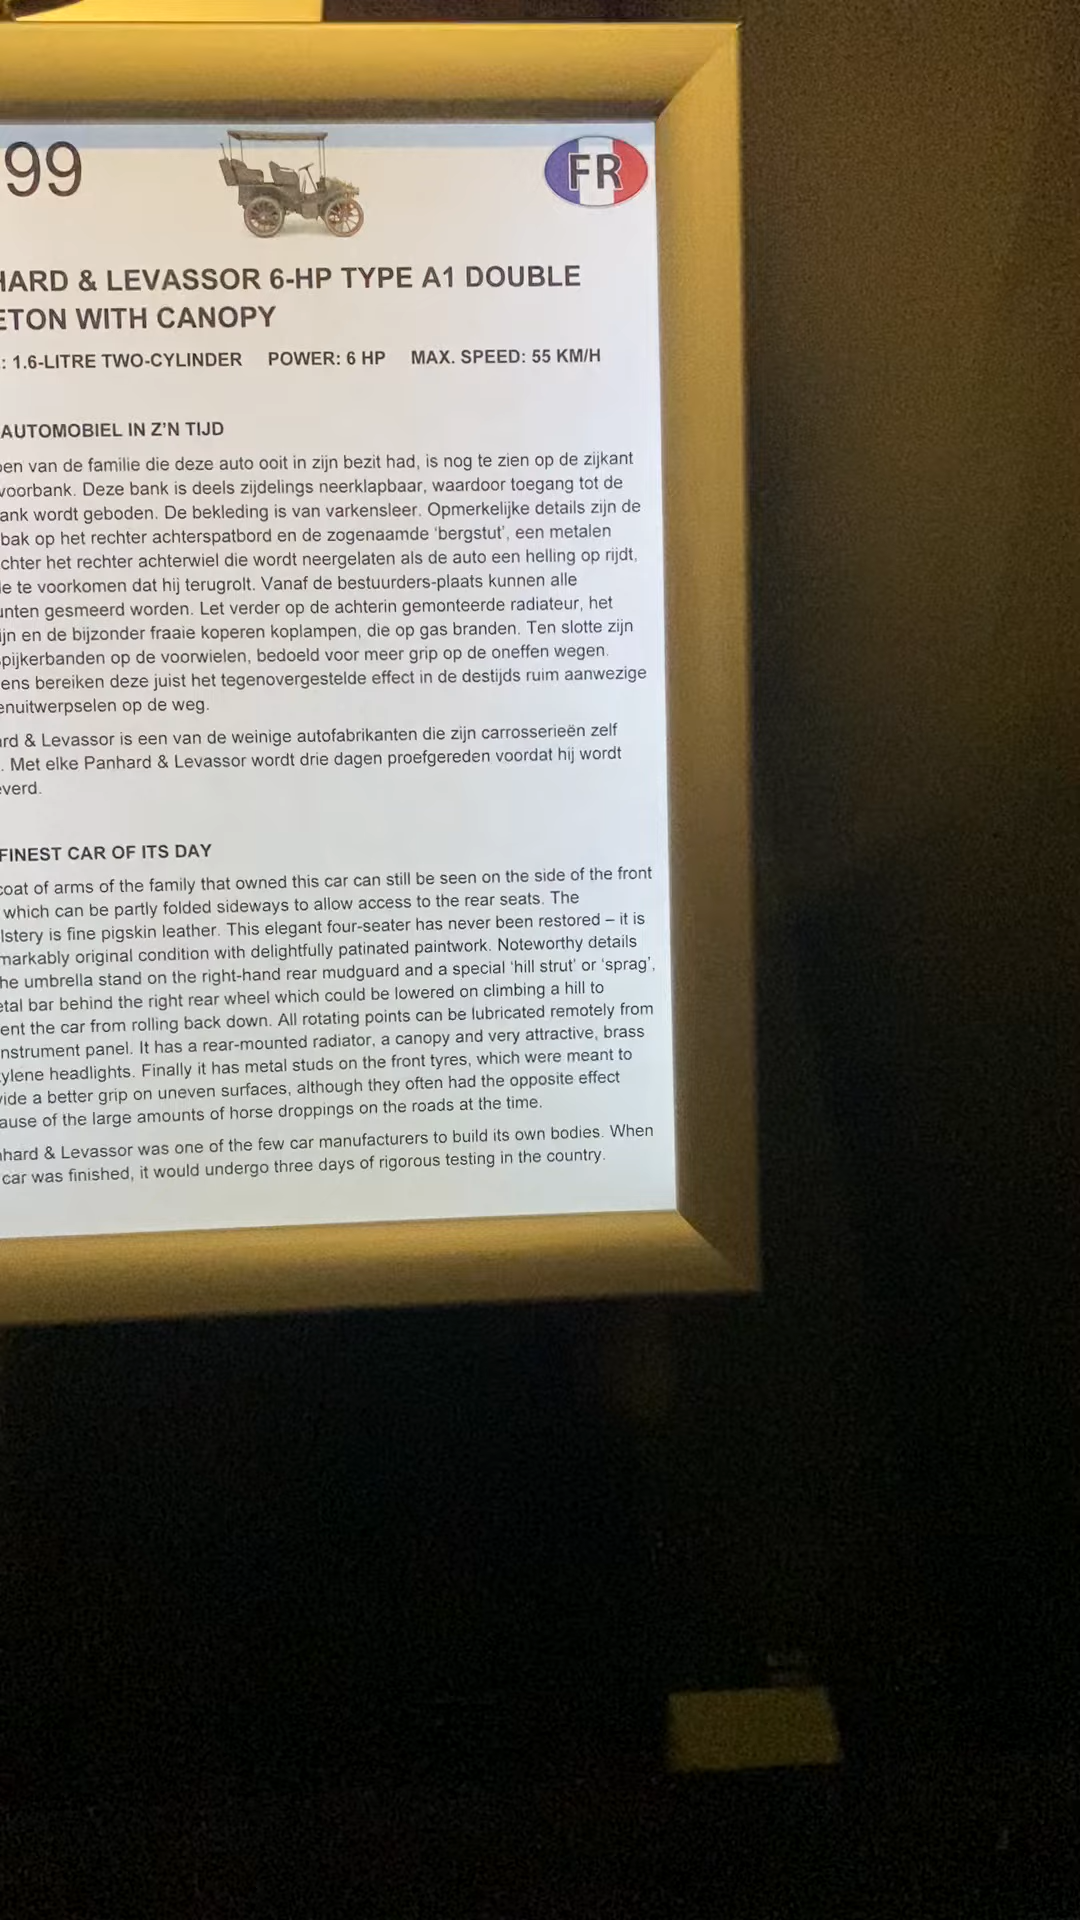 99
FR
HARD & LEVASSOR 6-HP TYPE A1 DOUBLE
ETON WITH CANOPY
: 1.6-LITRE TWO-CYLINDER POWER: 6 HP MAX. SPEED: 55 KM/H
AUTOMOBIEL IN Z'N TIJD
pen van de familie die deze auto ooit in zijn bezit had, is nog te zien op de zijkant
voorbank. Deze bank is deels zijdelings neerklapbaar, waardoor toegang tot de
ank wordt geboden. De bekleding is van varkensleer. Opmerkelijke details zijn de
bak op het rechter achterspatbord en de zogenaamde 'bergstut', een metalen
chter het rechter achterwiel die wordt neergelaten als de auto een helling op rijdt,
le te voorkomen dat hij terugrolt. Vanaf de bestuurders-plaats kunnen alle
unten gesmeerd worden. Let verder op de achterin gemonteerde radiateur, het
ijn en de bijzonder fraaie koperen koplampen, die op gas branden. Ten slotte zijn
spijkerbanden op de voorwielen, bedoeld voor meer grip op de oneffen wegen.
ens bereiken deze juist het tegenovergestelde effect in de destijds ruim aanwezige
enuitwerpselen op de weg.
ard & Levassor is een van de weinige autofabrikanten die zijn carrosserieën zelf
. Met elke Panhard & Levassor wordt drie dagen proefgereden voordat hij wordt
everd.
FINEST CAR OF ITS DAY
coat of arms of the family that owned this car can still be seen on the side of the front
which can be partly folded sideways to allow access to the rear seats. The
lstery is fine pigskin leather. This elegant four-seater has never been restored – it is
markably original condition with delightfully patinated paintwork. Noteworthy details
he umbrella stand on the right-hand rear mudguard and a special 'hill strut' or 'sprag',
etal bar behind the right rear wheel which could be lowered on climbing a hill to
ent the car from rolling back down. All rotating points can be lubricated remotely from
nstrument panel. It has a rear-mounted radiator, a canopy and very attractive, brass
tylene headlights. Finally it has metal studs on the front tyres, which were meant to
vide a better grip on uneven surfaces, although they often had the opposite effect
ause of the large amounts of horse droppings on the roads at the time.
nhard & Levassor was one of the few car manufacturers to build its own bodies. When
car was finished, it would undergo three days of rigorous testing in the country.